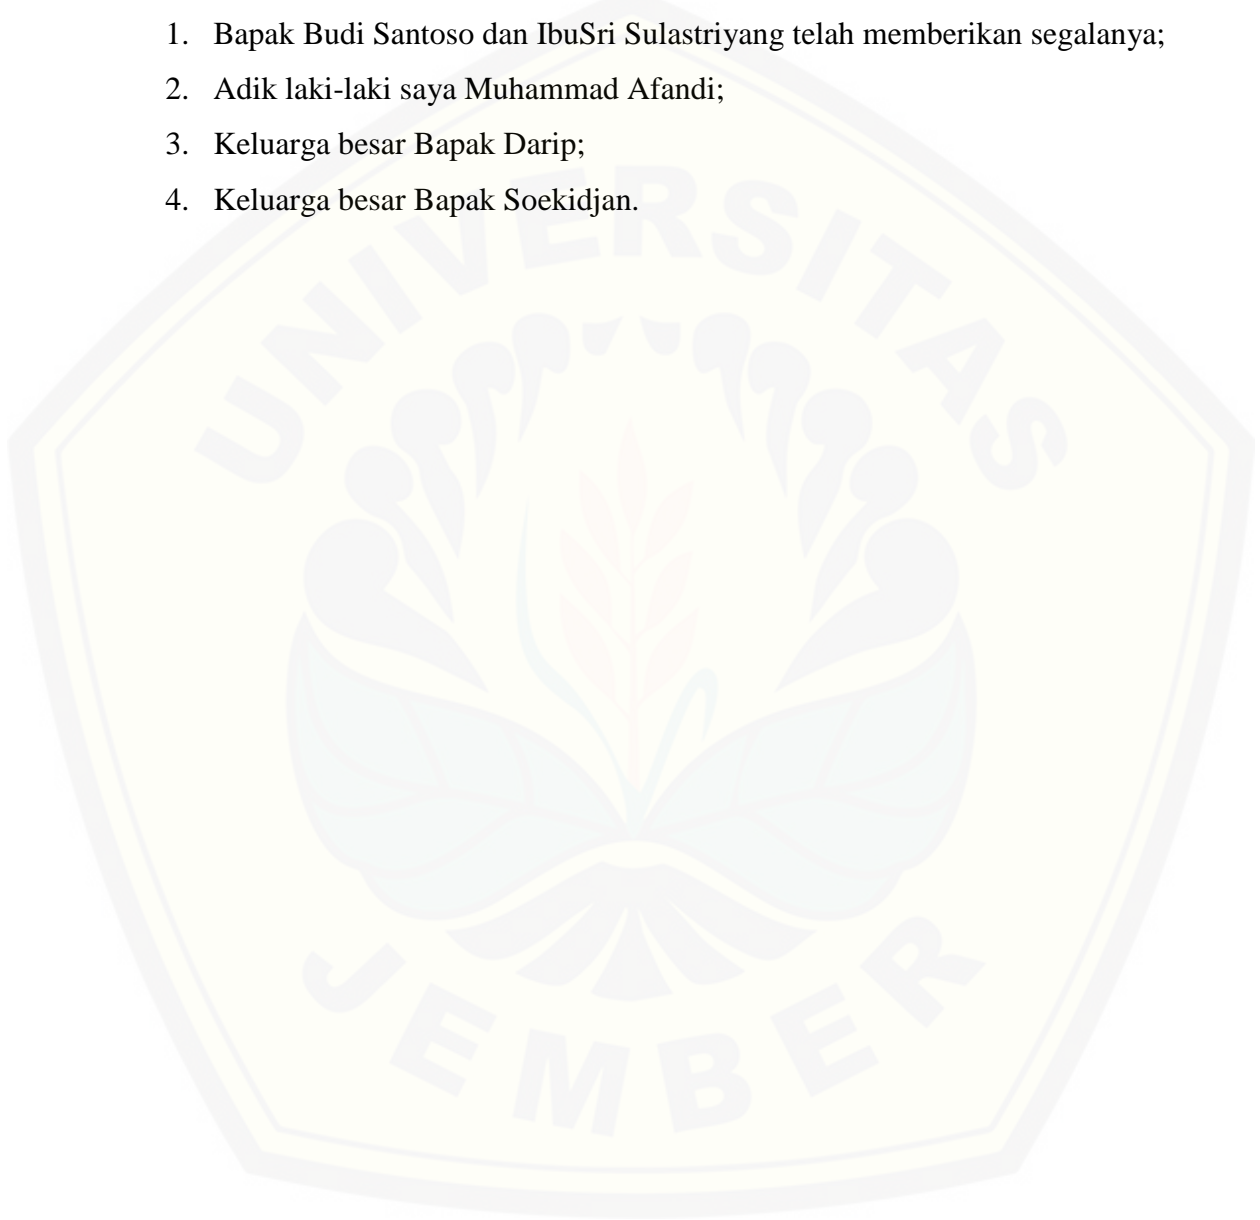 1. Bapak Budi Santoso dan IbuSri Sulastriyang telah memberikan segalanya;
2. Adik laki-laki saya Muhammad Afandi;
3. Keluarga besar Bapak Darip;
4. Keluarga besar Bapak Soekidjan.
UNIVERSITAS
JEMBER